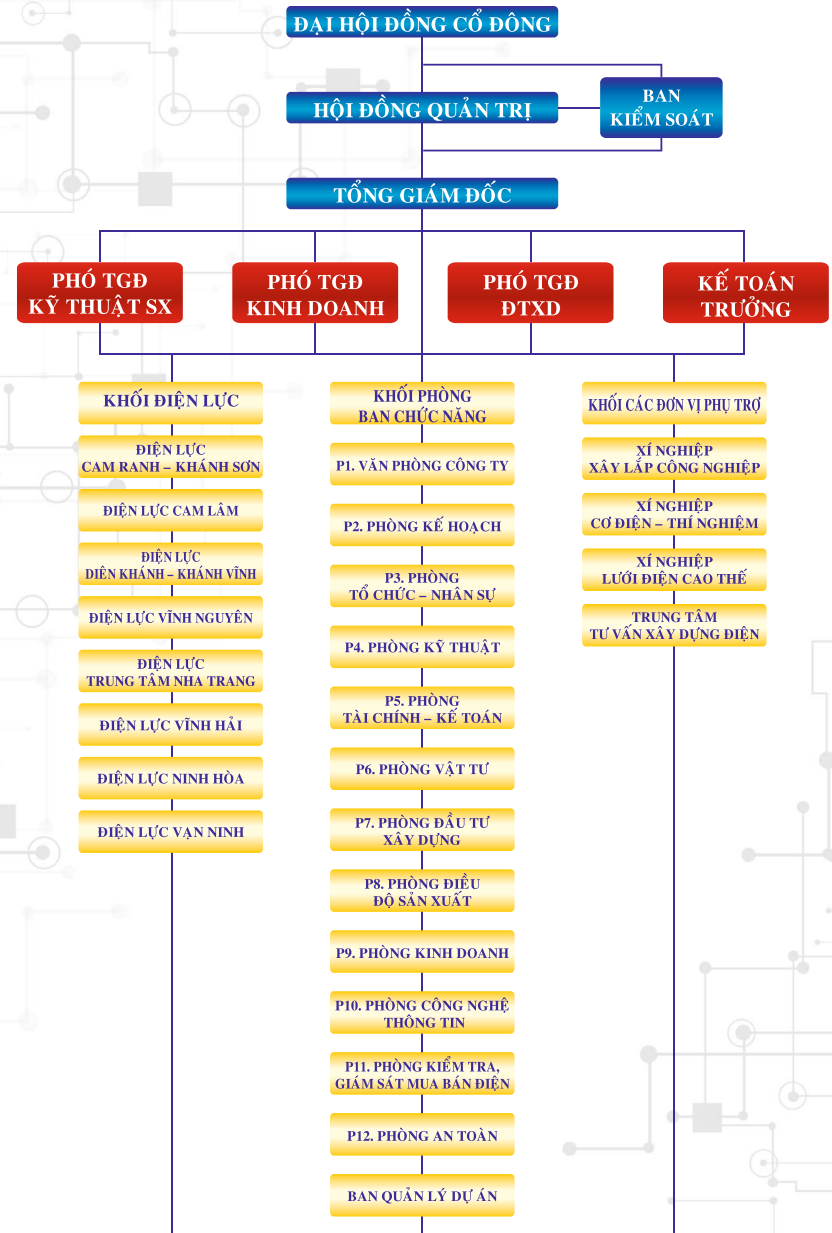 ĐẠI HỘI ĐỒNG CỔ ĐÔNG
HỘI ĐỒNG QUẢN TRỊ
BAN
KIỂM SOÁT
TỔNG GIÁM ĐỐC
PHÓ TGĐ
KỸ THUẬT SX
PHÓ TGĐ
KINH DOANH
PHÓ TGĐ
ĐTXD
KẾ TOÁN
TRƯỞNG
KHỐI ĐIỆN LỰC
ĐIỆN LỰC
CAM RANH – KHÁNH SƠN
ĐIỆN LỰC CAM LÂM
ĐIỆN LỰC
DIÊN KHÁNH – KHÁNH VĨNH
ĐIỆN LỰC VĨNH NGUYÊN
ĐIỆN LỰC
TRUNG TÂM NHA TRANG
ĐIỆN LỰC VĨNH HẢI
ĐIỆN LỰC NINH HÒA
ĐIỆN LỰC VẠN NINH
KHỐI PHÒNG
BAN CHỨC NĂNG
P1. VĂN PHÒNG CÔNG TY
P2. PHÒNG KẾ HOẠCH
P3. PHÒNG
TỔ CHỨC – NHÂN SỰ
P4. PHÒNG KỸ THUẬT
P5. PHÒNG
TÀI CHÍNH – KẾ TOÁN
P6. PHÒNG VẬT TƯ
P7. PHÒNG ĐẦU TƯ
XÂY DỰNG
P8. PHÒNG ĐIỀU
ĐỘ SẢN XUẤT
P9. PHÒNG KINH DOANH
P10. PHÒNG CÔNG NGHỆ
THÔNG TIN
P11. PHÒNG KIỂM TRA,
GIÁM SÁT MUA BÁN ĐIỆN
P12. PHÒNG AN TOÀN
BAN QUẢN LÝ DỰ ÁN
KHỐI CÁC ĐƠN VỊ PHỤ TRỢ
XÍ NGHIỆP
XÂY LẮP CÔNG NGHIỆP
XÍ NGHIỆP
CƠ ĐIỆN – THÍ NGHIỆM
XÍ NGHIỆP
LƯỚI ĐIỆN CAO THẾ
TRUNG TÂM
TƯ VẤN XÂY DỰNG ĐIỆN